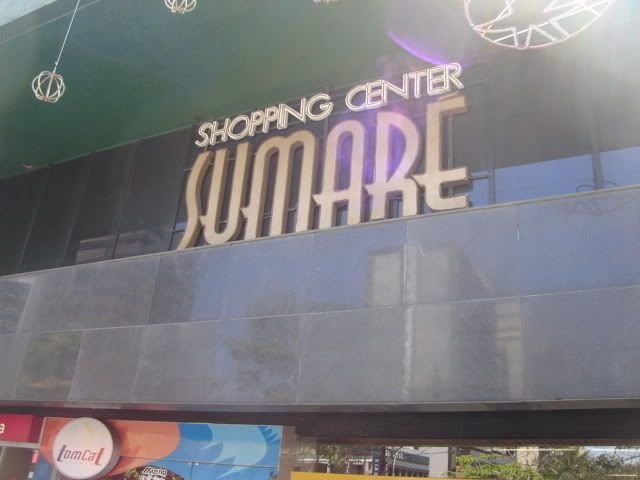 SHOPPING CENTER
SUMARÉ
a
tomCat